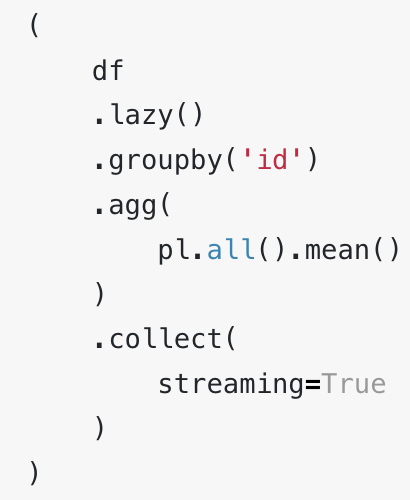 (
    df
    .lazy()
    .groupby('id')
    .agg(
        pl.all().mean()
    )
    .collect(
        streaming=True
    )
)